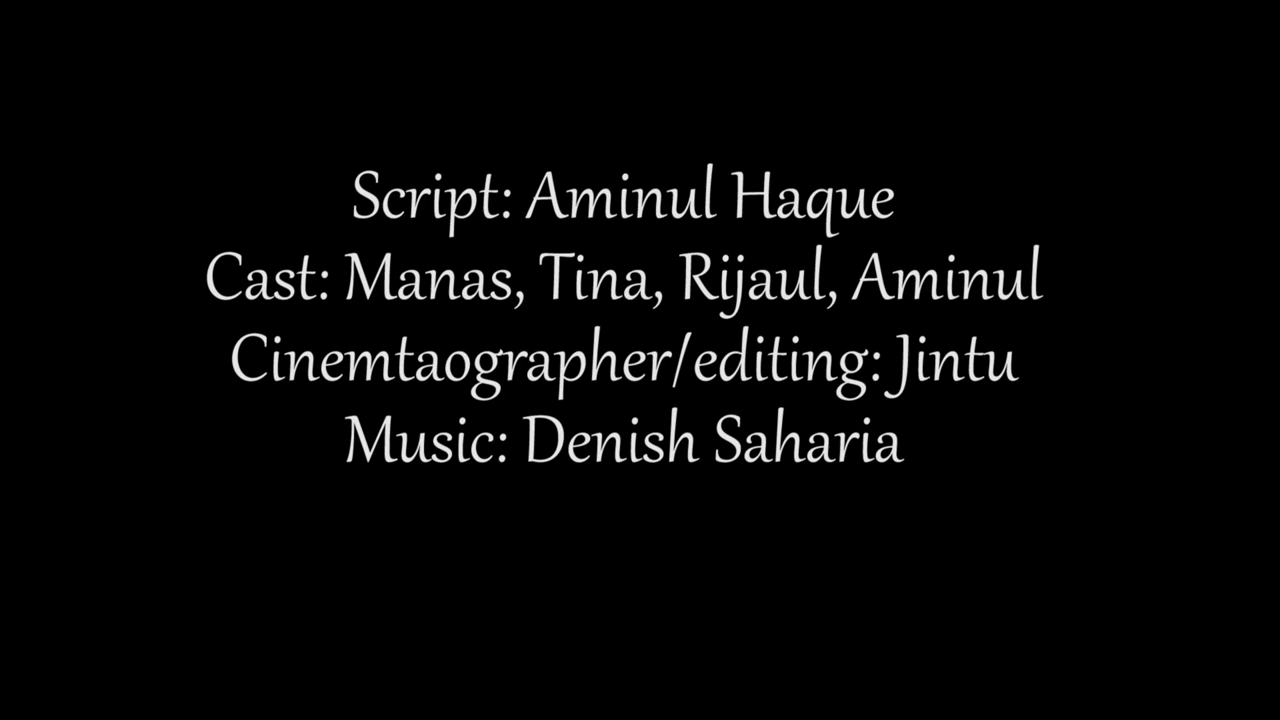 Script: Aminul Haque
Cast: Manas, Tina, Rijaul, Aminul
Cinemtaographer/editing: Jintu
Music: Denish Saharia